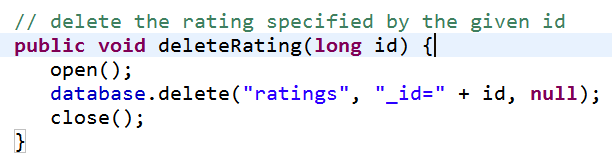 // delete the rating specified by the given id
public void deleteRating(long id) {
   open();
   database.delete("ratings", "_id=" + id, null);
   close();
}